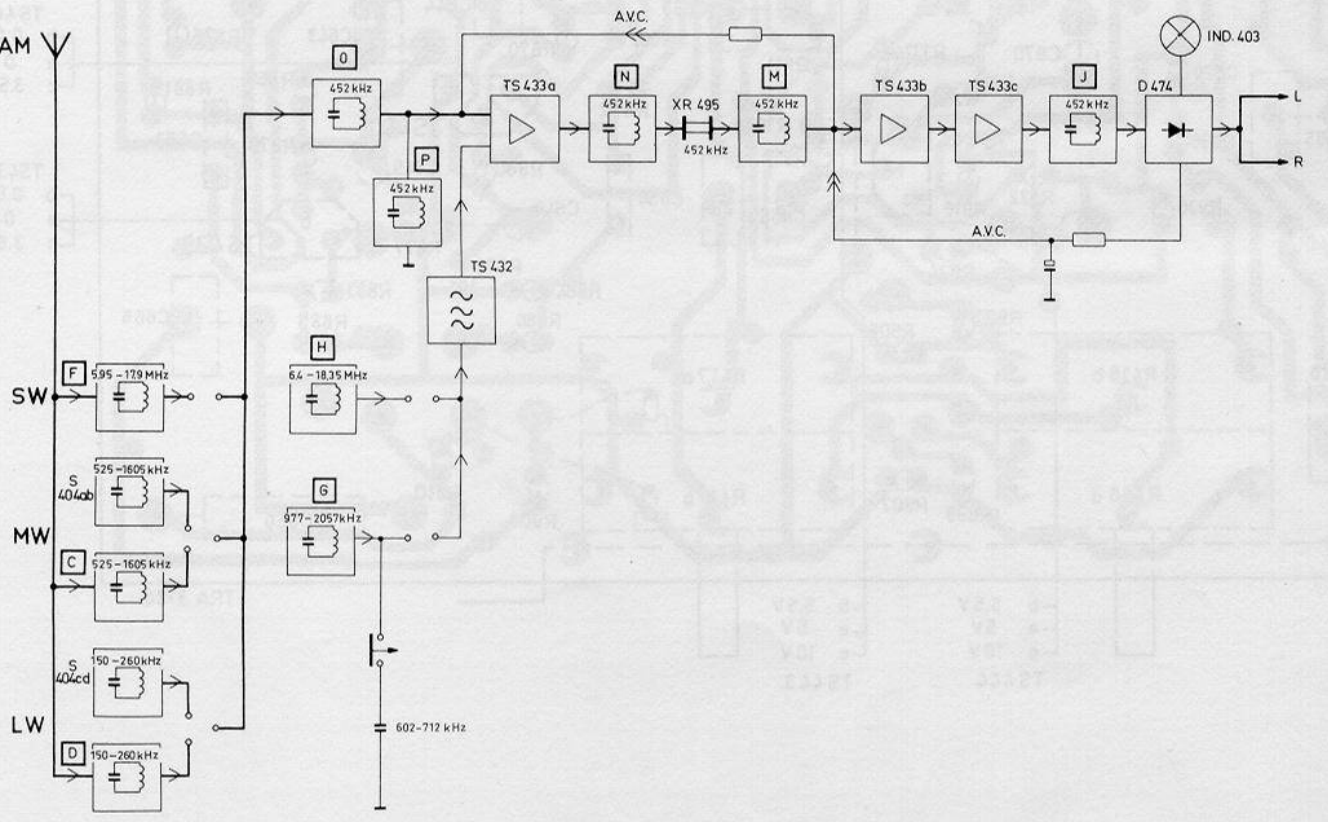 AM
A.V.C.
IND. 403
O
452 kHz
TS 433a
N
452 kHz
XR 495
452 kHz
M
452 kHz
TS 433b
TS 433c
J
452 kHz
D 474
L
R
P
452 kHz
A.V.C.
TS 432
SW
F
5,95 – 17,9 MHz
H
6.4 – 18,35 MHz
S
404ab
525 – 1605 kHz
MW
C
525 – 1605 kHz
G
977 – 2057 kHz
S
404cd
150 – 260 kHz
LW
602–712 kHz
D
150 – 260 kHz